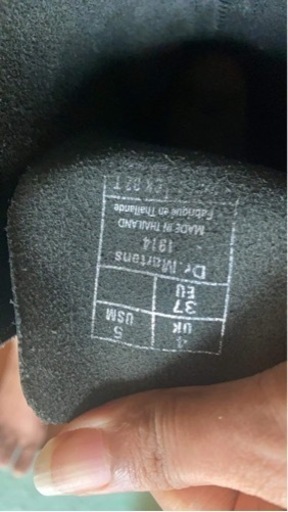 4 UK
5 USM
37 EU
Dr. Martens
1914
MADE IN THAILAND
Fabriqué en Thaïlande